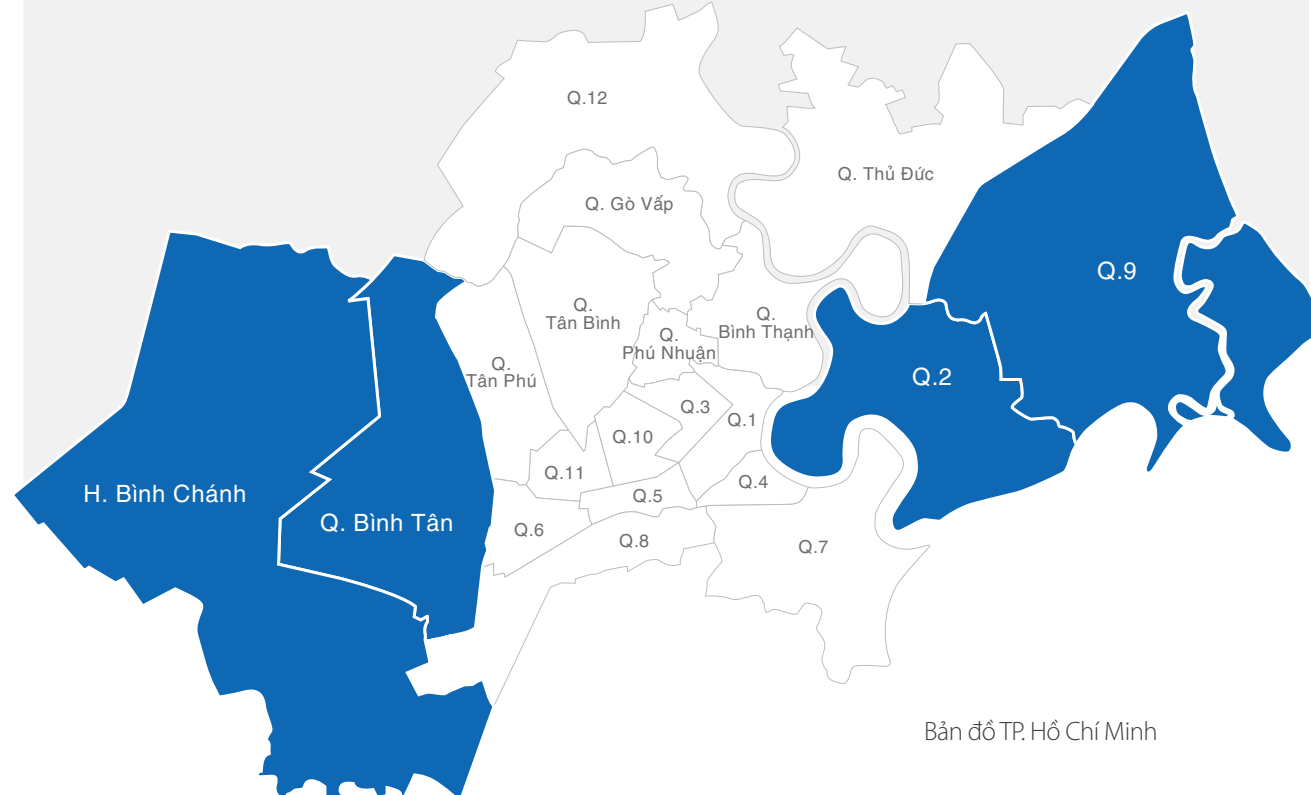 Q.12
Q. Thủ Đức
Q. Gò Vấp
Q.9
Q.
Tân Bình
Q.
Bình Thạnh
Q.
Phú Nhuận
Q.
Tân Phú
Q.2
Q.3
Q.1
Q.10
Q.11
Q.4
Q.5
H. Bình Chánh
Q. Bình Tân
Q.6
Q.8
Q.7
Bản đồ TP. Hồ Chí Minh